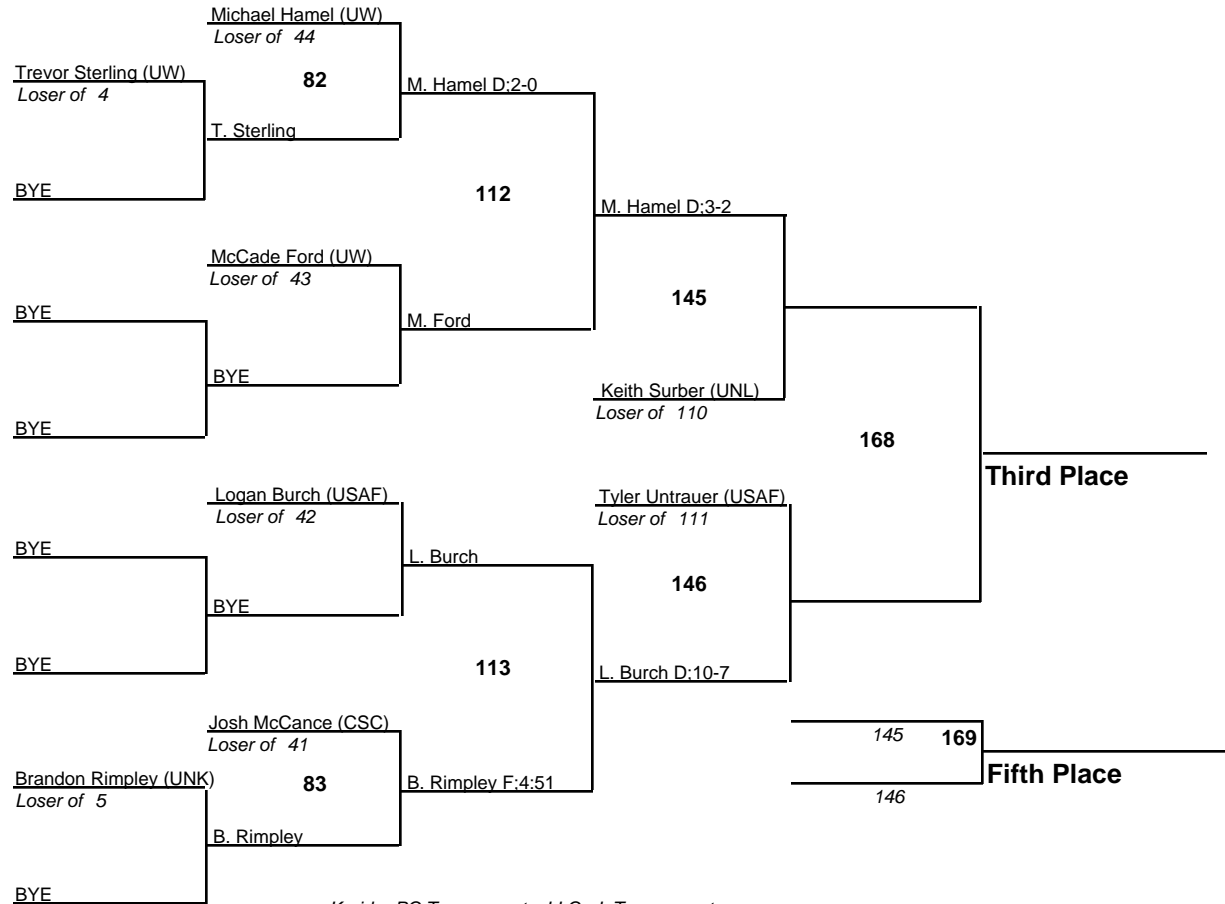 Michael Hamel (UW)
Loser of 44
Trevor Sterling (UW)
Loser of 4
82
M. Hamel D;2-0
T. Sterling
BYE
112
M. Hamel D;3-2
McCade Ford (UW)
Loser of 43
BYE
145
M. Ford
BYE
Keith Surber (UNL)
Loser of 110
BYE
168
Third Place
Logan Burch (USAF)
Loser of 42
Tyler Untrauer (USAF)
Loser of 111
BYE
L. Burch
146
BYE
BYE
113
L. Burch D;10-7
Josh McCance (CSC)
Loser of 41
145
169
Brandon Rimpley (UNK)
Loser of 5
83
B. Rimpley F;4:51
Fifth Place
146
B. Rimpley
BYE